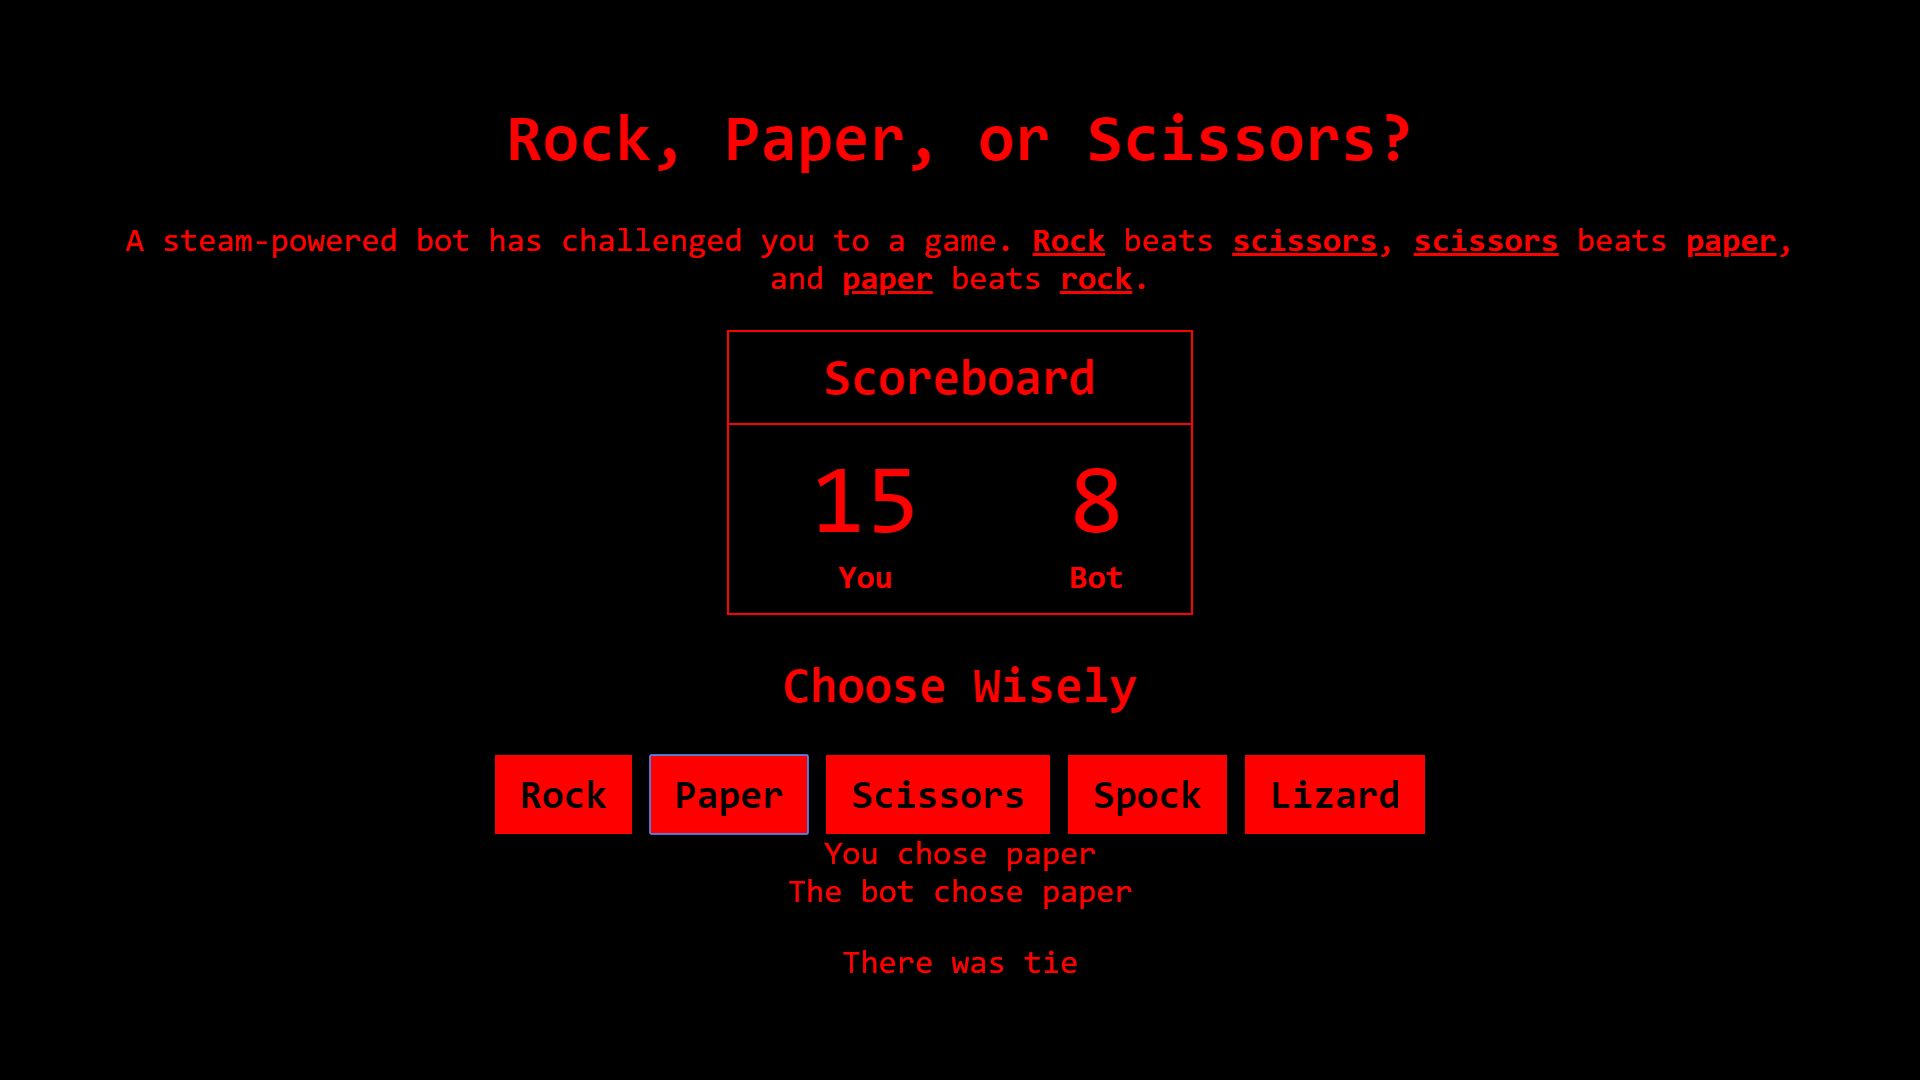 Rock, Paper, or Scissors?
A steam-powered bot has challenged you to a game. Rock beats scissors, scissors beats paper,
and paper beats rock.
Scoreboard
15 8
You Bot
Choose Wisely
Rock Paper Scissors Spock Lizard
You chose paper
The bot chose paper
There was tie